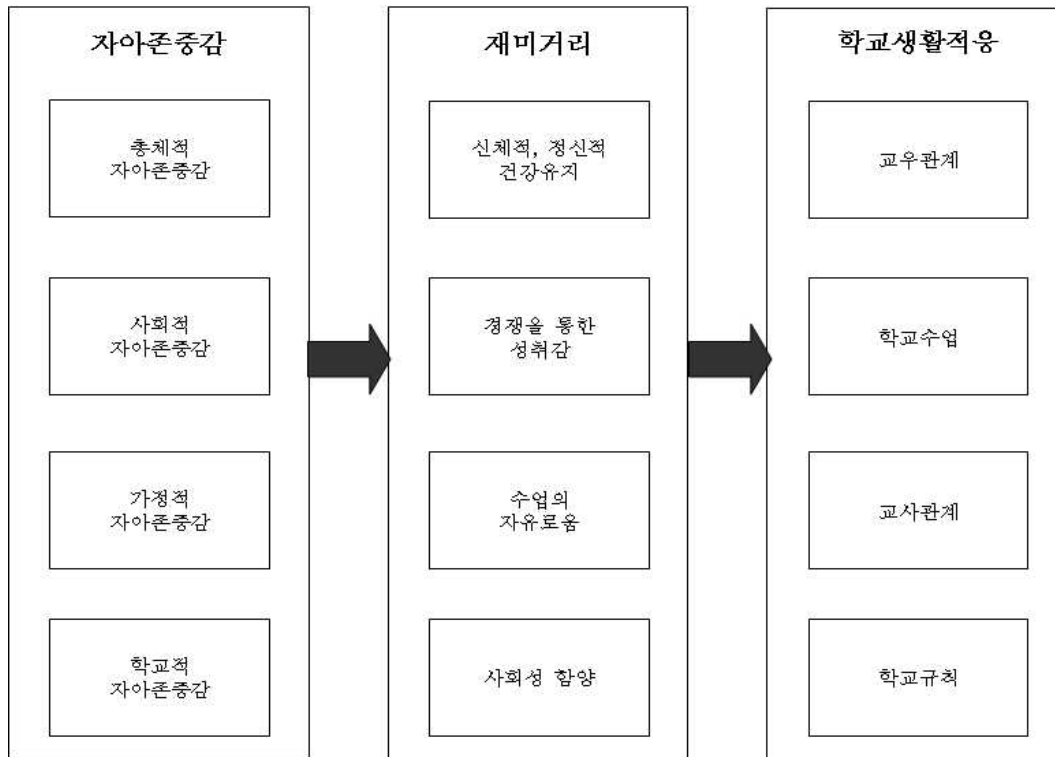 자아존중감
총체적
자아존중감
사회적
자아존중감
가정적
자아존중감
학교적
자아존중감
재미거리
신체적, 정신적
건강유지
경쟁을 통한
성취감
수업의
자유로움
사회성 함양
학교생활적응
교우관계
학교수업
교사관계
학교규칙